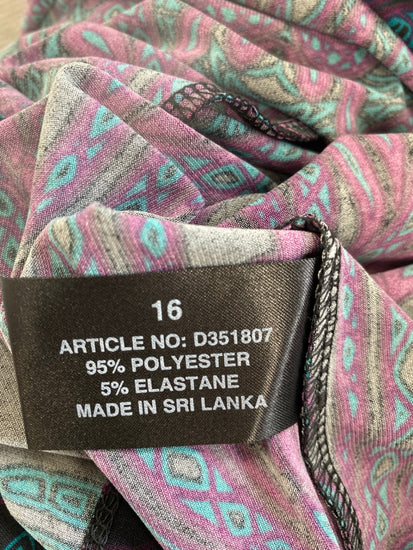 16
ARTICLE NO: D351807
95% POLYESTER
5% ELASTANE
MADE IN SRI LANKA